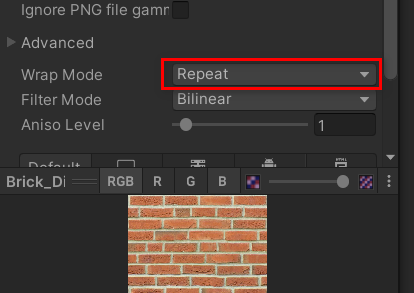 Ignore PNG file gamm
Advanced
Wrap Mode Repeat
Filter Mode Bilinear
Aniso Level 1
Default
Brick_Di RGB R G B